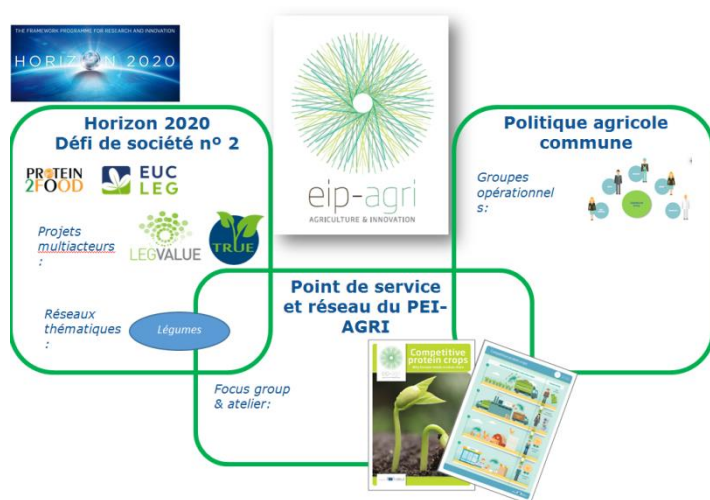 THE FRAMEWORK PROGRAMME FOR RESEARCH AND INNOVATION
HORIZON 2020
eip-agri
AGRICULTURE & INNOVATION
Horizon 2020
Défi de société nº 2
PROTEIN
2FOOD
EUC
LEG
Projets
multiacteurs
:
LEGVALUE
TRUE
Réseaux
thématiques
:
Légumes
Politique agricole
commune
Groupes
opérationnel
s:
Point de service
et réseau du PEI-
AGRI
Focus group
& atelier:
eip-agri
Competitive
protein crops